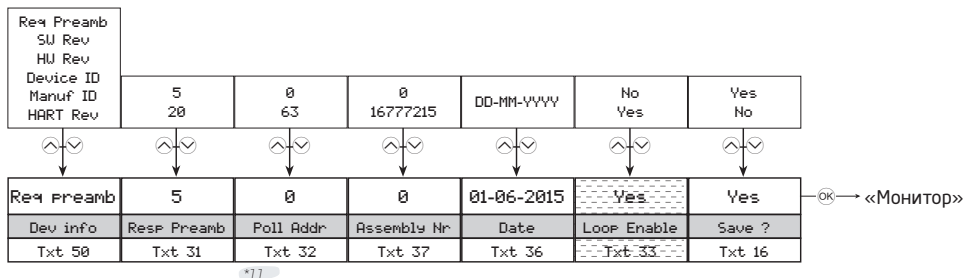 Req Preamb
SW Rev
HW Rev
Device ID
Manuf ID
HART Rev
5
20
0
63
0
16777215
DD-MM-YYYY
No
Yes
Yes
No
Req preamb 5 0 0 01-06-2015 Yes Yes OK «Монитор»
Dev info Resp Preamb Poll Addr Assembly Nr Date Loop Enable Save ?
Txt 50 Txt 31 Txt 32 Txt 37 Txt 36 Txt 33 Txt 16
*11